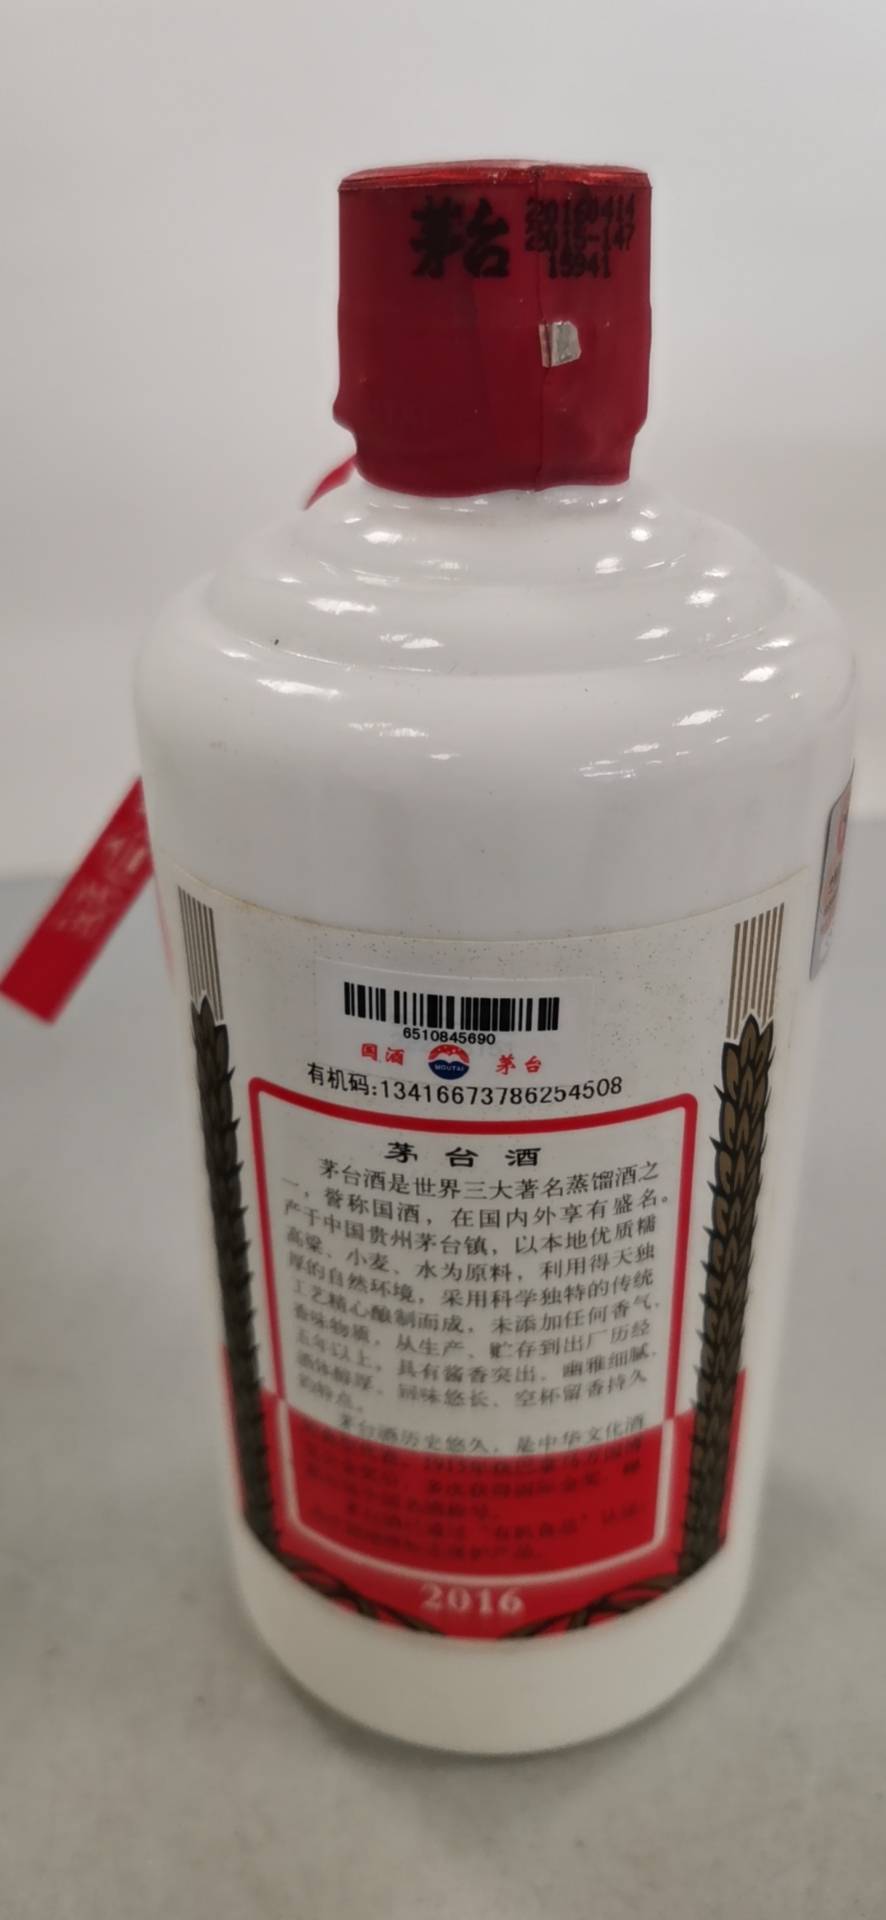 茅台
20160414
2015-147
15941
6510845690
国酒 MOUTAI 茅台
有机码:13416673786254508
茅台酒
茅台酒是世界三大著名蒸馏酒之
一，誉称国酒，在国内外享有盛名。
产于中国贵州茅台镇，以本地优质糯
高粱、小麦、水为原料，利用得天独
厚的自然环境，采用科学独特的传统
工艺精心酿制而成，未添加任何香气、
香味物质，从生产、贮存到出厂历经
五年以上，具有酱香突出、幽雅细腻、
酒体醇厚、回味悠长、空杯留香持久
的特点。
茅台酒历史悠久，是中华文化酒
2016